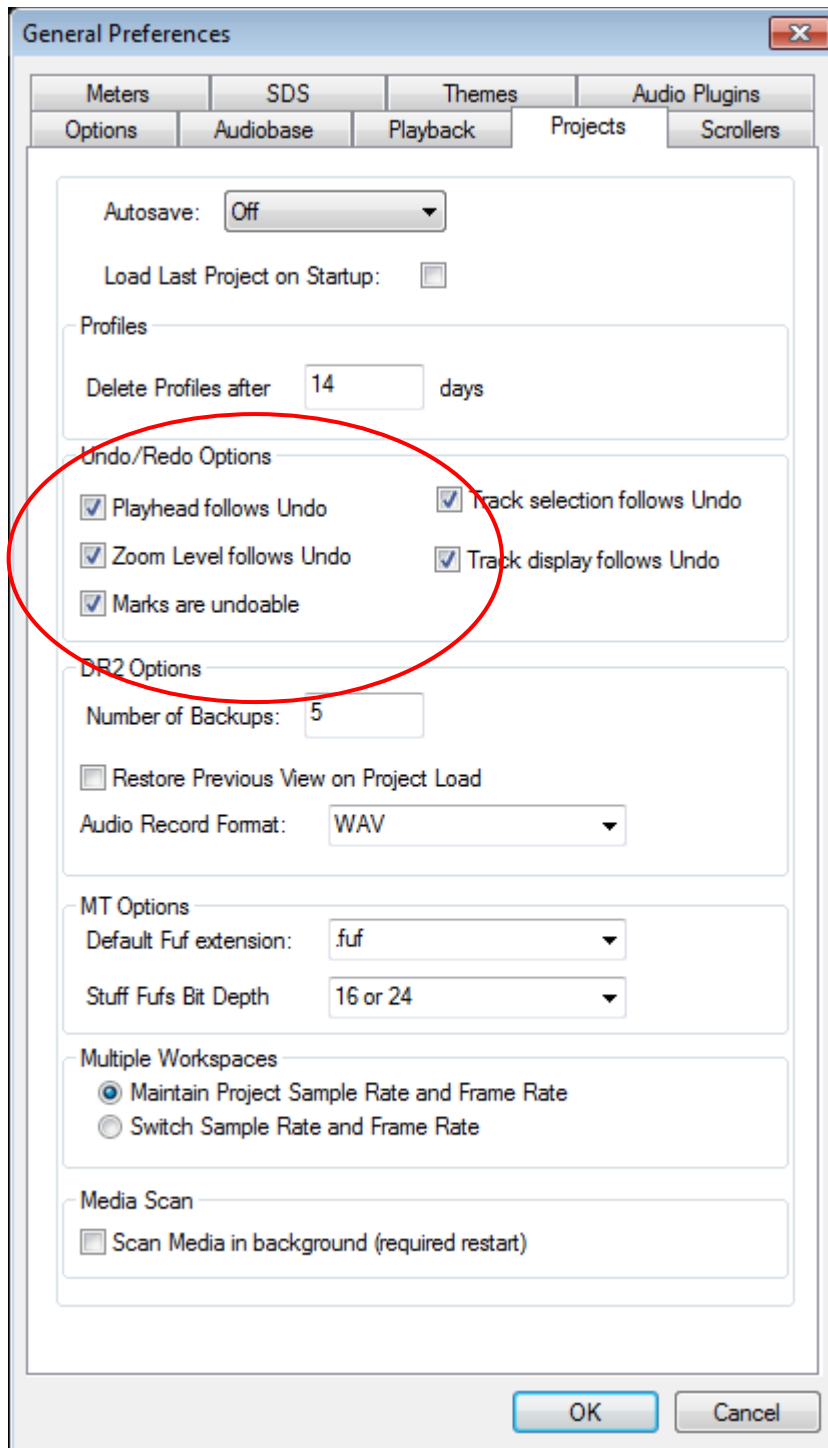 General Preferences
Meters SDS Themes Audio Plugins
Options Audiobase Playback Projects Scrollers
Autosave: Off
Load Last Project on Startup:
Profiles
Delete Profiles after 14 days
Undo/Redo Options
Playhead follows Undo Track selection follows Undo
Zoom Level follows Undo Track display follows Undo
Marks are undoable
DR2 Options
Number of Backups: 5
Restore Previous View on Project Load
Audio Record Format: WAV
MT Options
Default Fuf extension: .fuf
Stuff Fufs Bit Depth 16 or 24
Multiple Workspaces
Maintain Project Sample Rate and Frame Rate
Switch Sample Rate and Frame Rate
Media Scan
Scan Media in background (required restart)
OK Cancel